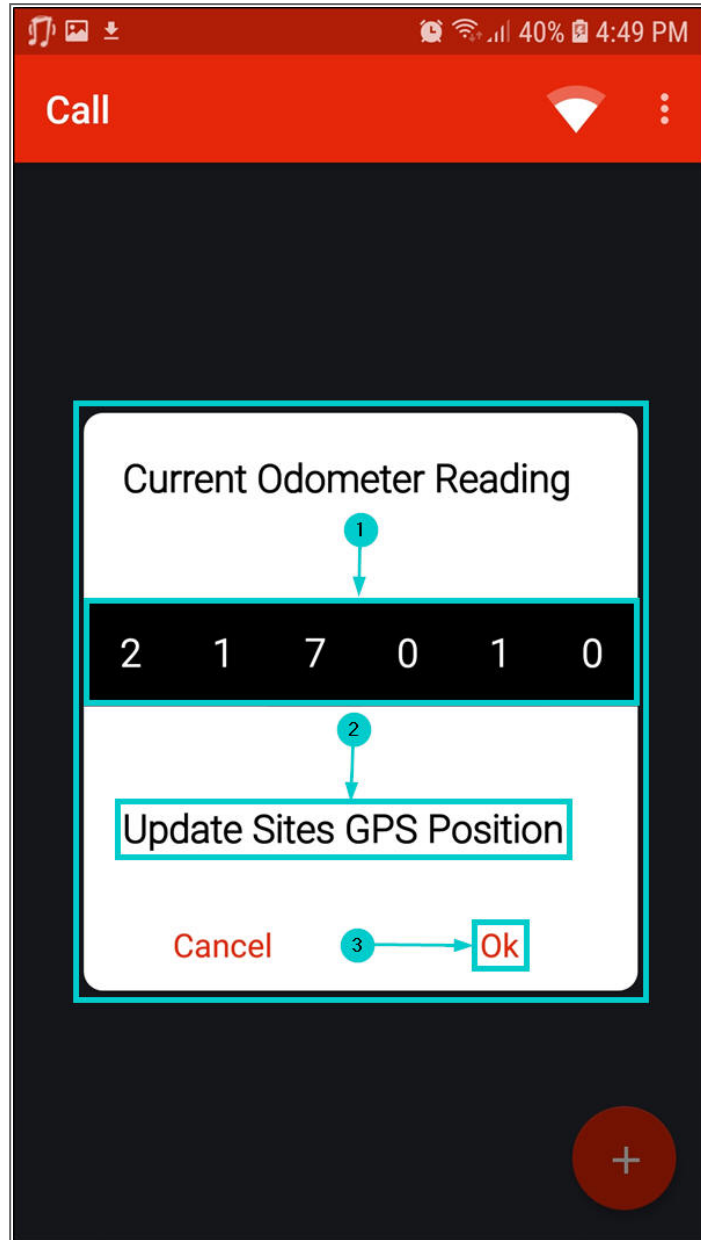 40% 4:49 PM
Call
Current Odometer Reading
1
2 1 7 0 1 0
2
Update Sites GPS Position
Cancel 3 Ok
+